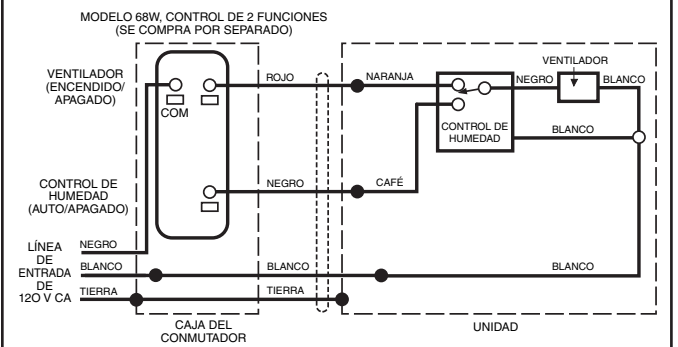 MODELO 68W, CONTROL DE 2 FUNCIONES
(SE COMPRA POR SEPARADO)
VENTILADOR
(ENCENDIDO/
APAGADO)
COM
ROJO
NARANJA
VENTILADOR
NEGRO
BLANCO
CONTROL DE
HUMEDAD
BLANCO
CONTROL DE
HUMEDAD
(AUTO/APAGADO)
NEGRO
CAFÉ
LÍNEA
DE
ENTRADA
DE
12O V CA
NEGRO
BLANCO
BLANCO
BLANCO
TIERRA
TIERRA
CAJA DEL
CONMUTADOR
UNIDAD